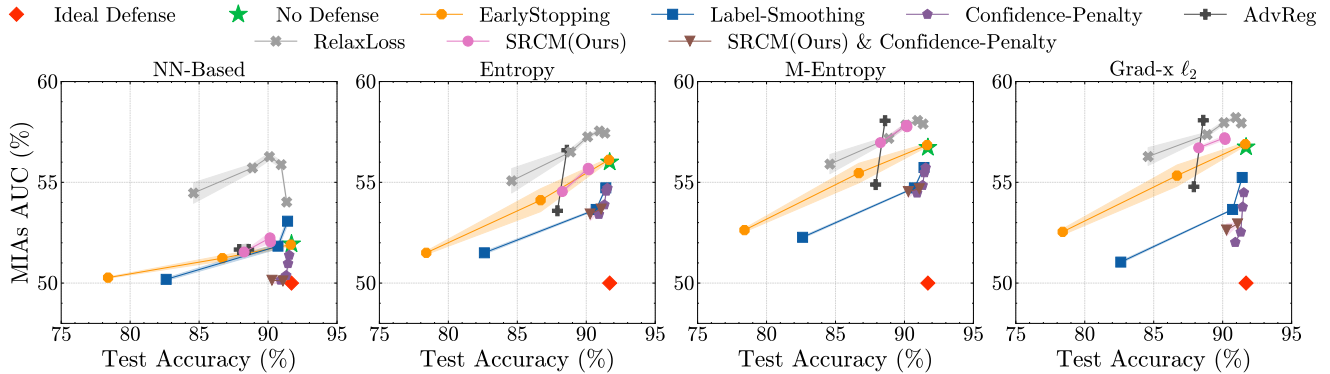 Ideal Defense No Defense EarlyStopping Label-Smoothing Confidence-Penalty AdvReg
RelaxLoss SRCM(Ours) SRCM(Ours) & Confidence-Penalty
NN-Based Entropy M-Entropy Grad-x ℓ₂
MIAs AUC (%)
60 60 60 60
55 55 55 55
50 50 50 50
75 80 85 90 95 75 80 85 90 95 75 80 85 90 95 75 80 85 90 95
Test Accuracy (%) Test Accuracy (%) Test Accuracy (%) Test Accuracy (%)